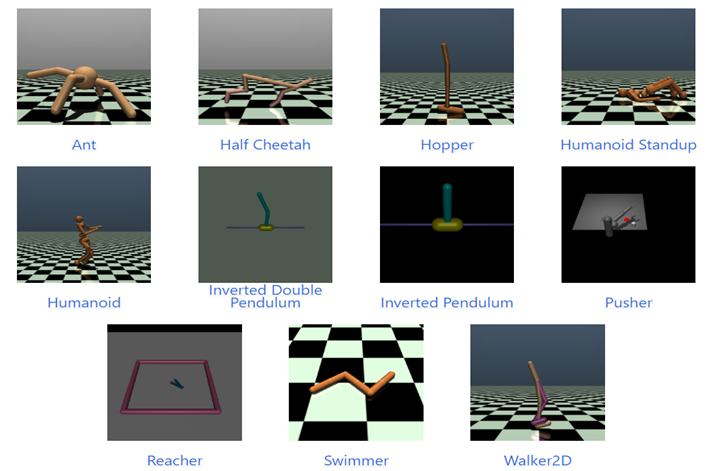 Ant
Half Cheetah
Hopper
Humanoid Standup
Humanoid
Inverted Double
Pendulum
Inverted Pendulum
Pusher
Reacher
Swimmer
Walker2D